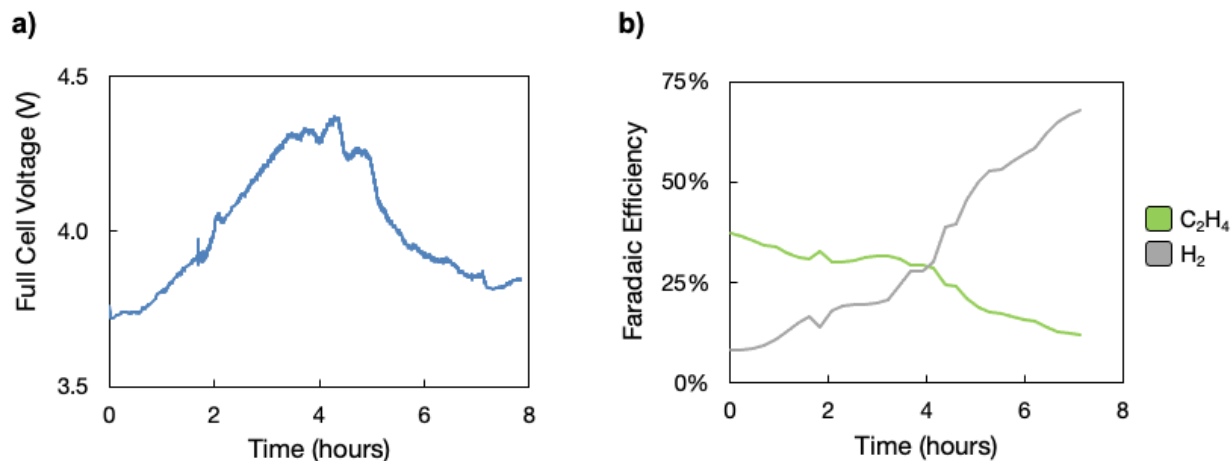 a)
Full Cell Voltage (V)
4.5
4.0
3.5
0 2 4 6 8
Time (hours)
b)
Faradaic Efficiency
75%
50%
25%
0%
0 2 4 6 8
Time (hours)
C₂H₄
H₂